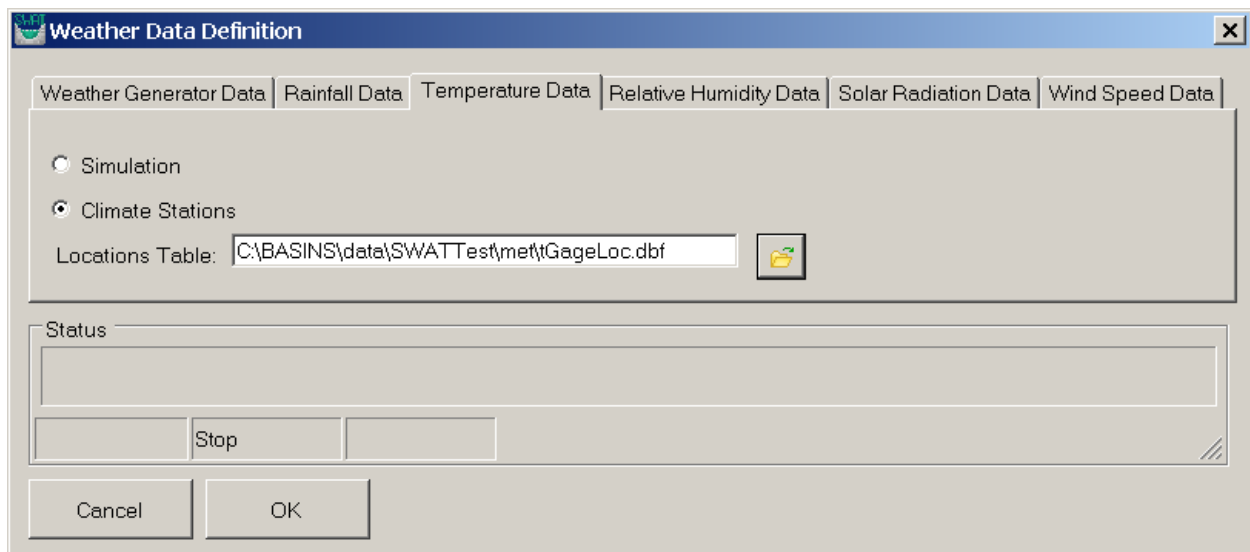 SWAT
Weather Data Definition
Weather Generator Data Rainfall Data Temperature Data Relative Humidity Data Solar Radiation Data Wind Speed Data
Simulation
Climate Stations
Locations Table: C:\BASINS\data\SWATTest\met\tGageLoc.dbf
Status
Stop
Cancel OK